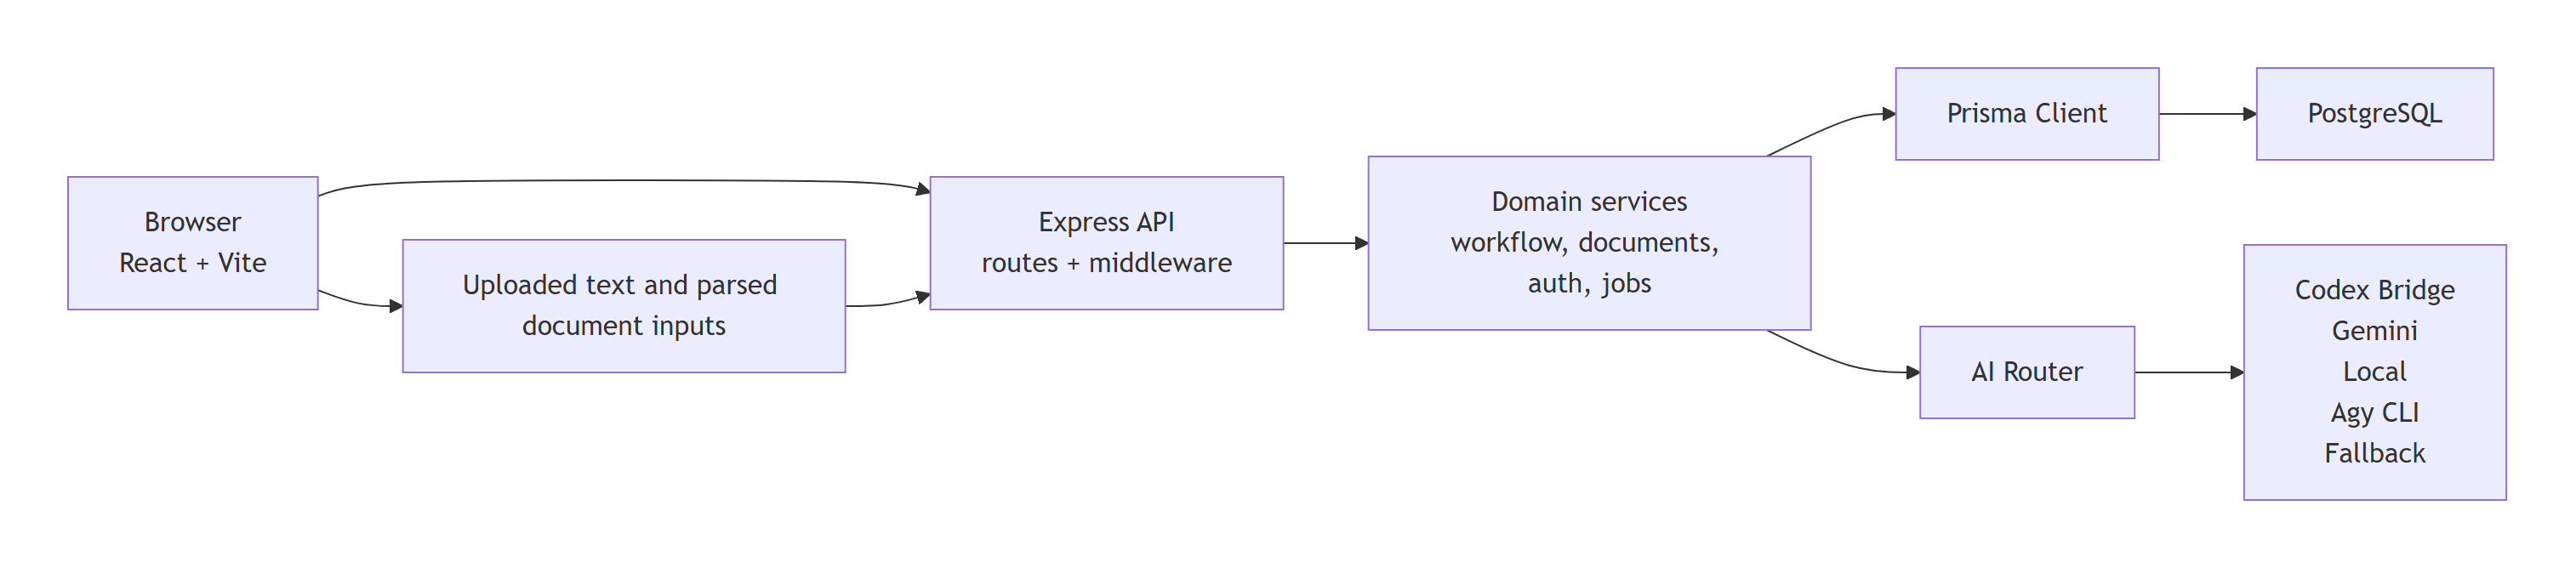 Browser
React + Vite
Uploaded text and parsed
document inputs
Express API
routes + middleware
Domain services
workflow, documents,
auth, jobs
Prisma Client
PostgreSQL
AI Router
Codex Bridge
Gemini
Local
Agy CLI
Fallback